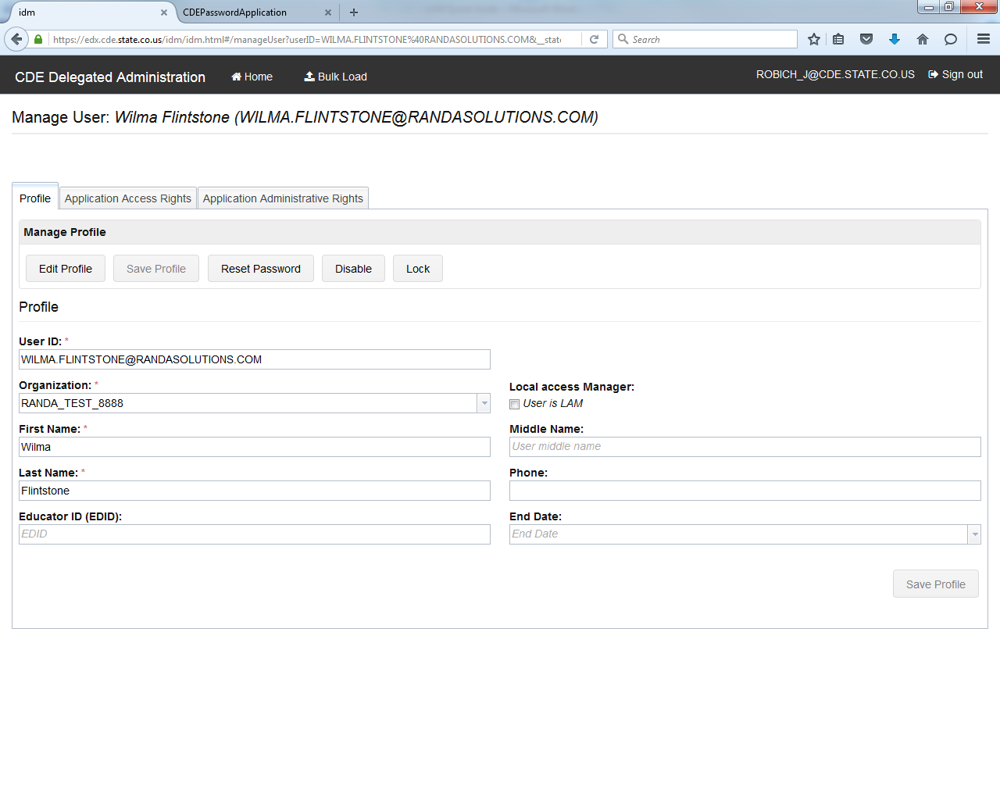 idm
CDEPasswordApplication
https://edx.cde.state.co.us/idm/idm.html#/manageUser?userID=WILMA.FLINTSTONE%40RANDASOLUTIONS.COM&__state
Search
CDE Delegated Administration
Home
Bulk Load
ROBICH_J@CDE.STATE.CO.US
Sign out
Manage User: Wilma Flintstone (WILMA.FLINTSTONE@RANDASOLUTIONS.COM)
Profile
Application Access Rights
Application Administrative Rights
Manage Profile
Edit Profile
Save Profile
Reset Password
Disable
Lock
Profile
User ID: *
WILMA.FLINTSTONE@RANDASOLUTIONS.COM
Organization: *
RANDA_TEST_8888
Local access Manager:
User is LAM
First Name: *
Wilma
Middle Name:
User middle name
Last Name: *
Flintstone
Phone:
Educator ID (EDID):
EDID
End Date:
End Date
Save Profile